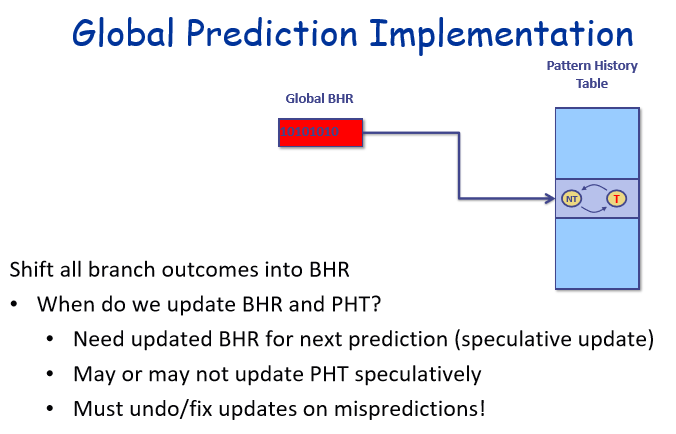 Global Prediction Implementation
Pattern History
Table
Global BHR
NT
T
Shift all branch outcomes into BHR
• When do we update BHR and PHT?
• Need updated BHR for next prediction (speculative update)
• May or may not update PHT speculatively
• Must undo/fix updates on mispredictions!